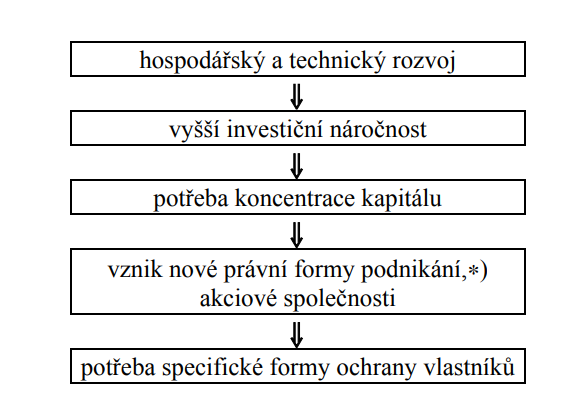 hospodářský a technický rozvoj
⇓
vyšší investiční náročnost
⇓
potřeba koncentrace kapitálu
⇓
vznik nové právní formy podnikání,*)
akciové společnosti
⇓
potřeba specifické formy ochrany vlastníků